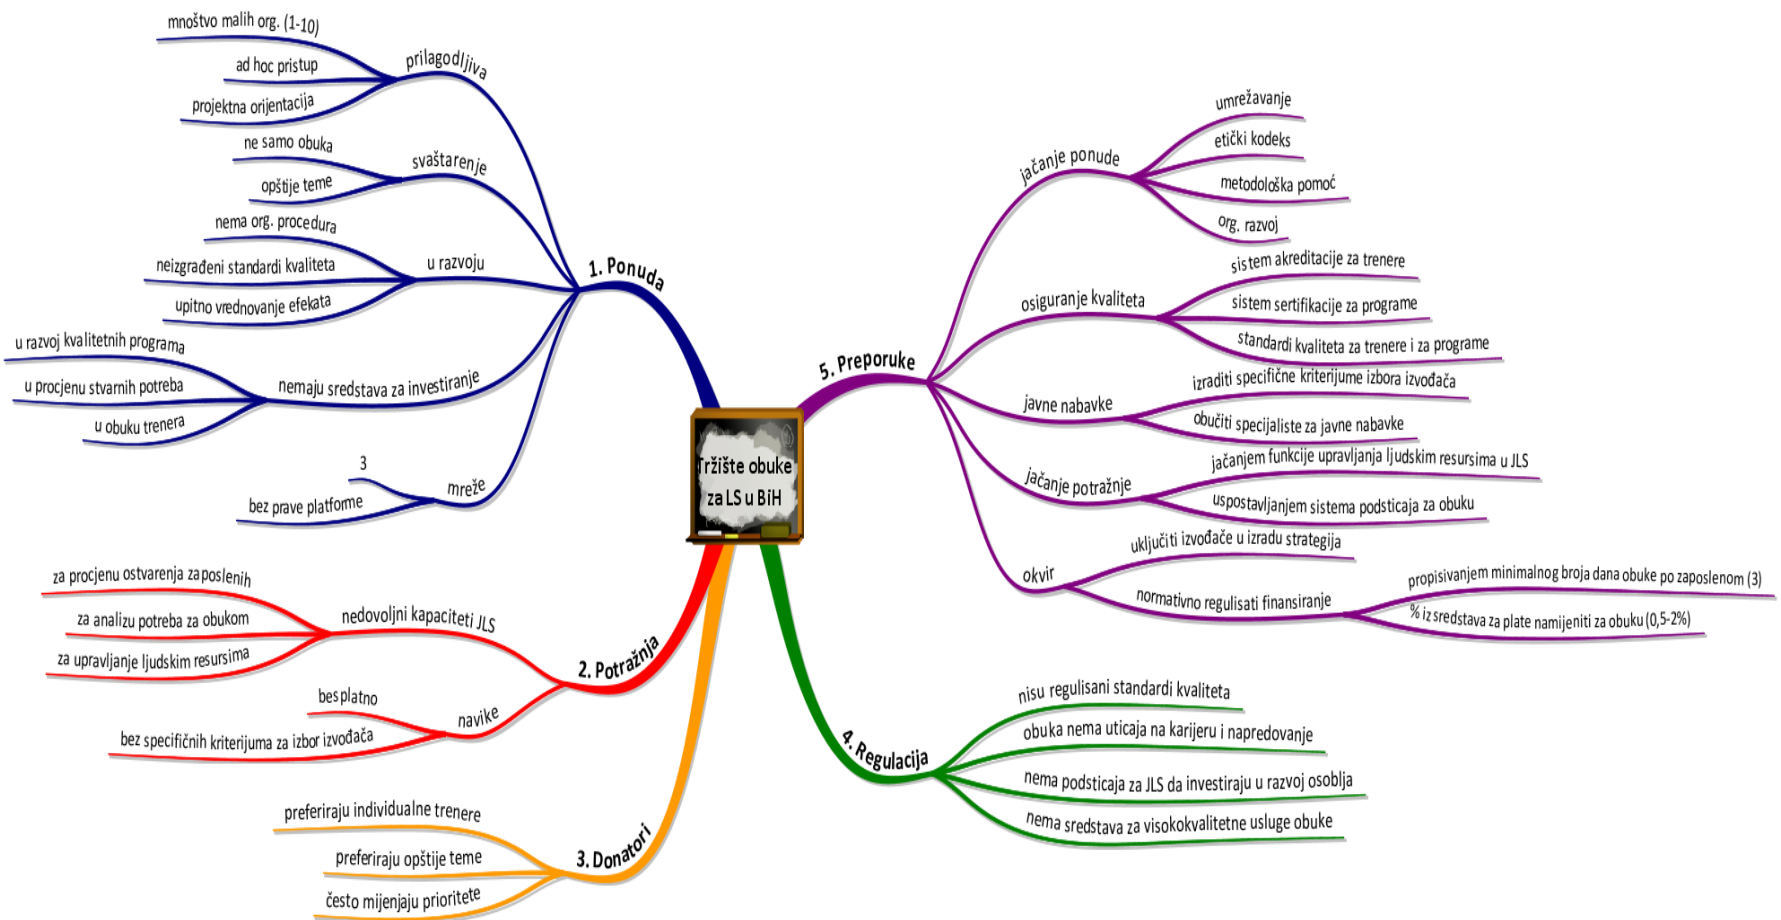 Tržište obuke
za LS u BiH
1. Ponuda
prilagodljiva
mnoštvo malih org. (1-10)
ad hoc pristup
projektna orijentacija
svaštarenje
ne samo obuka
opštije teme
u razvoju
nema org. procedura
neizgrađeni standardi kvaliteta
upitno vrednovanje efekata
nemaju sredstava za investiranje
u razvoj kvalitetnih programa
u procjenu stvarnih potreba
u obuku trenera
mreže
3
bez prave platforme
2. Potražnja
nedovoljni kapaciteti JLS
za procjenu ostvarenja zaposlenih
za analizu potreba za obukom
za upravljanje ljudskim resursima
navike
besplatno
bez specifičnih kriterijuma za izbor izvođača
3. Donatori
preferiraju individualne trenere
preferiraju opštije teme
često mijenjaju prioritete
4. Regulacija
nisu regulisani standardi kvaliteta
obuka nema uticaja na karijeru i napredovanje
nema podsticaja za JLS da investiraju u razvoj osoblja
nema sredstava za visokokvalitetne usluge obuke
5. Preporuke
jačanje ponude
umrežavanje
etički kodeks
metodološka pomoć
org. razvoj
osiguranje kvaliteta
sistem akreditacije za trenere
sistem sertifikacije za programe
standardi kvaliteta za trenere i za programe
javne nabavke
izraditi specifične kriterijume izbora izvođača
obučiti specijaliste za javne nabavke
jačanje potražnje
jačanjem funkcije upravljanja ljudskim resursima u JLS
uspostavljanjem sistema podsticaja za obuku
okvir
uključiti izvođače u izradu strategija
normativno regulisati finansiranje
propisivanjem minimalnog broja dana obuke po zaposlenom (3)
% iz sredstava za plate namijeniti za obuku (0,5-2%)